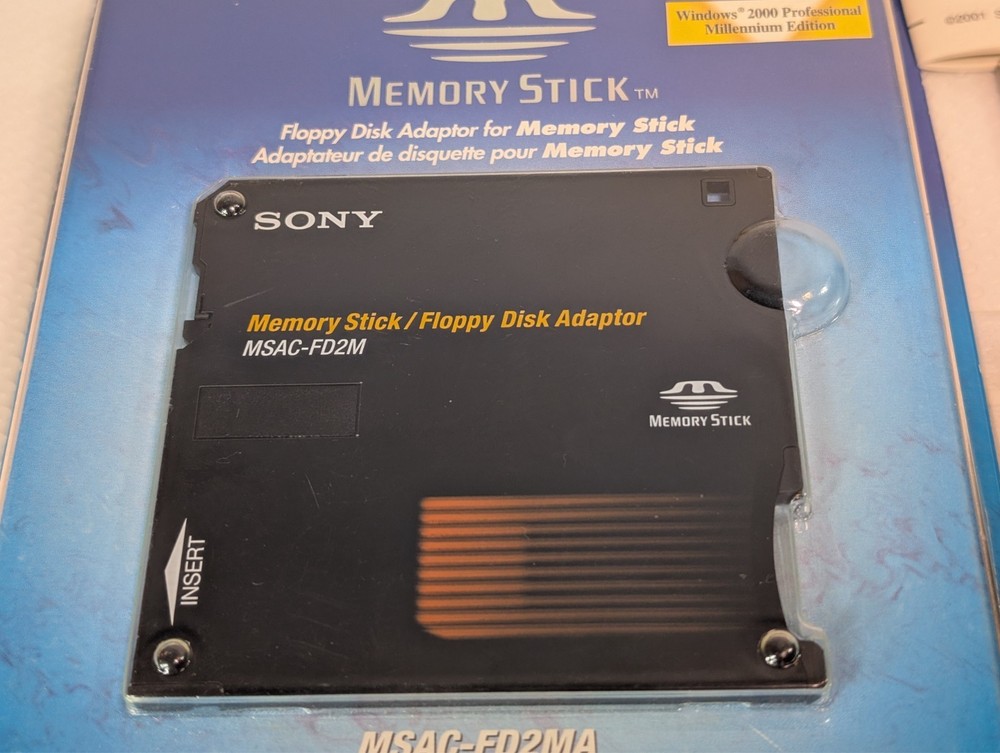 Windows® 2000 Professional
Millennium Edition
©2001
MEMORY STICK™
Floppy Disk Adaptor for Memory Stick
Adaptateur de disquette pour Memory Stick
SONY
Memory Stick / Floppy Disk Adaptor
MSAC-FD2M
MEMORY STICK
INSERT
MSAC-FD2MA